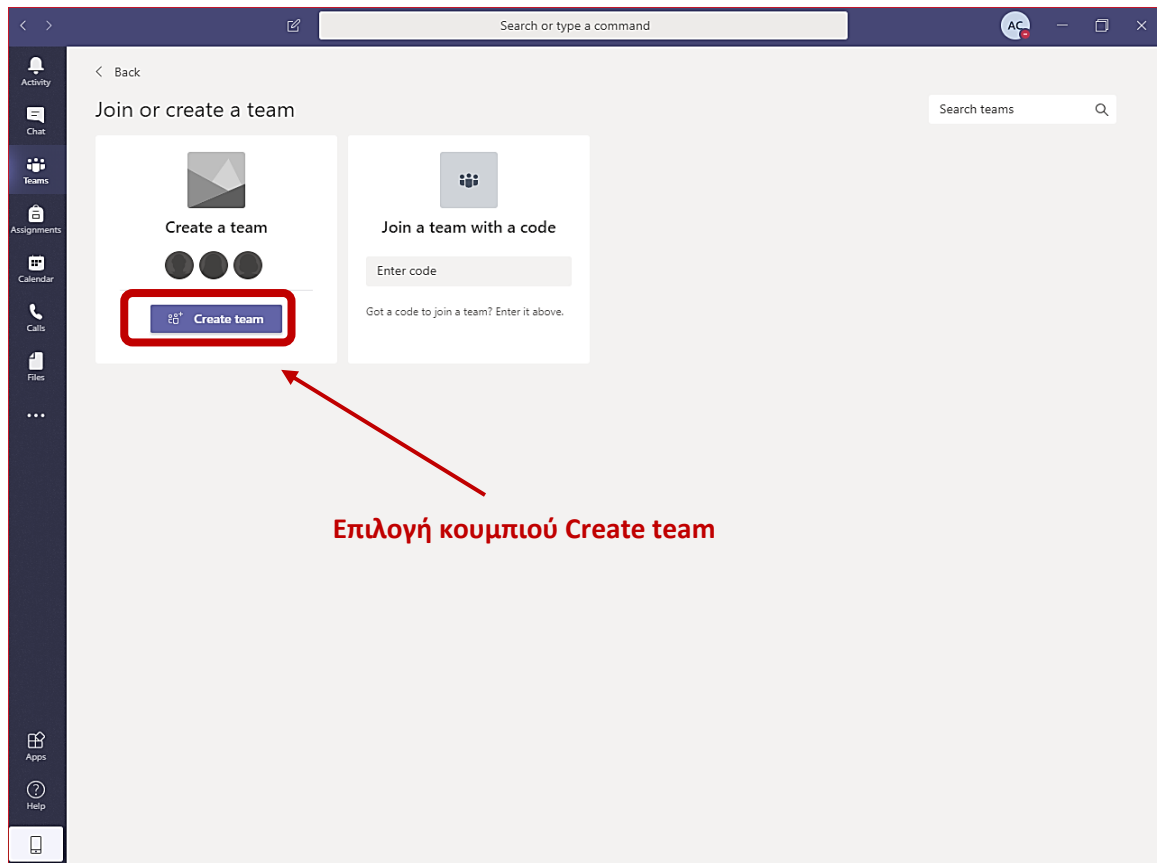 Search or type a command
AC
Activity
Chat
Teams
Assignments
Calendar
Calls
Files
Apps
Help
Back
Join or create a team
Search teams
Create a team
Create team
Join a team with a code
Enter code
Got a code to join a team? Enter it above.
Επιλογή κουμπιού Create team